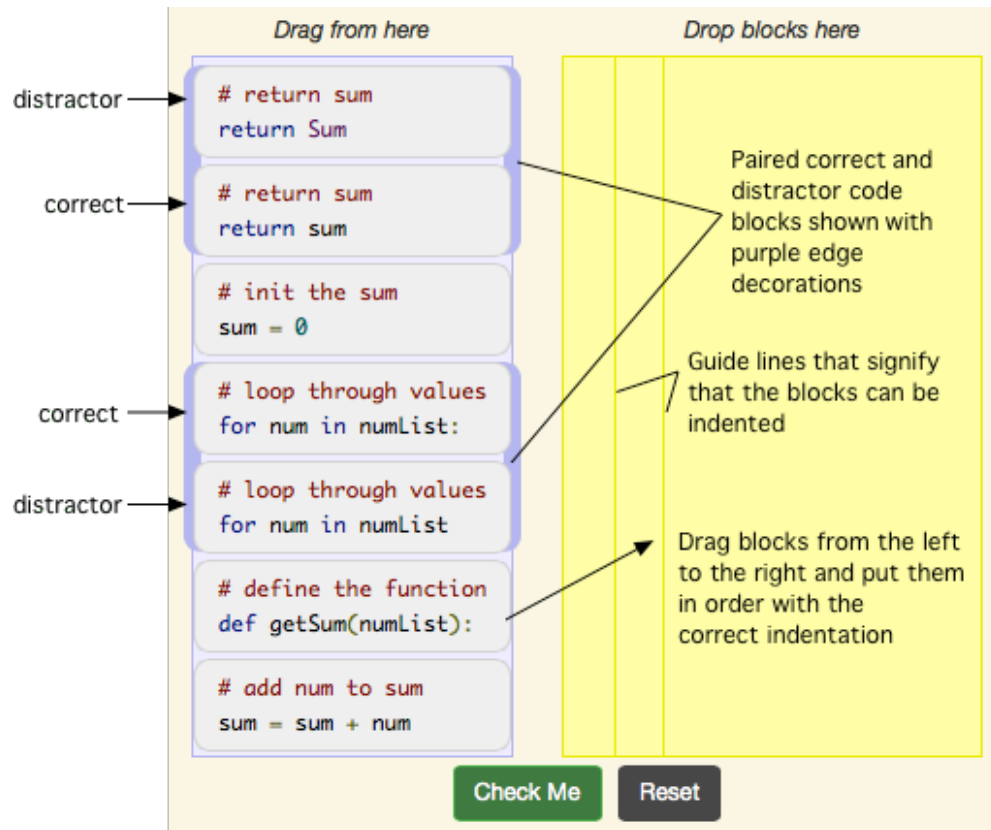 Drag from here
Drop blocks here
distractor
# return sum
return Sum
correct
# return sum
return sum
# init the sum
sum = 0
correct
# loop through values
for num in numList:
distractor
# loop through values
for num in numList
# define the function
def getSum(numList):
# add num to sum
sum = sum + num
Paired correct and
distractor code
blocks shown with
purple edge
decorations
Guide lines that signify
that the blocks can be
indented
Drag blocks from the left
to the right and put them
in order with the
correct indentation
Check Me
Reset